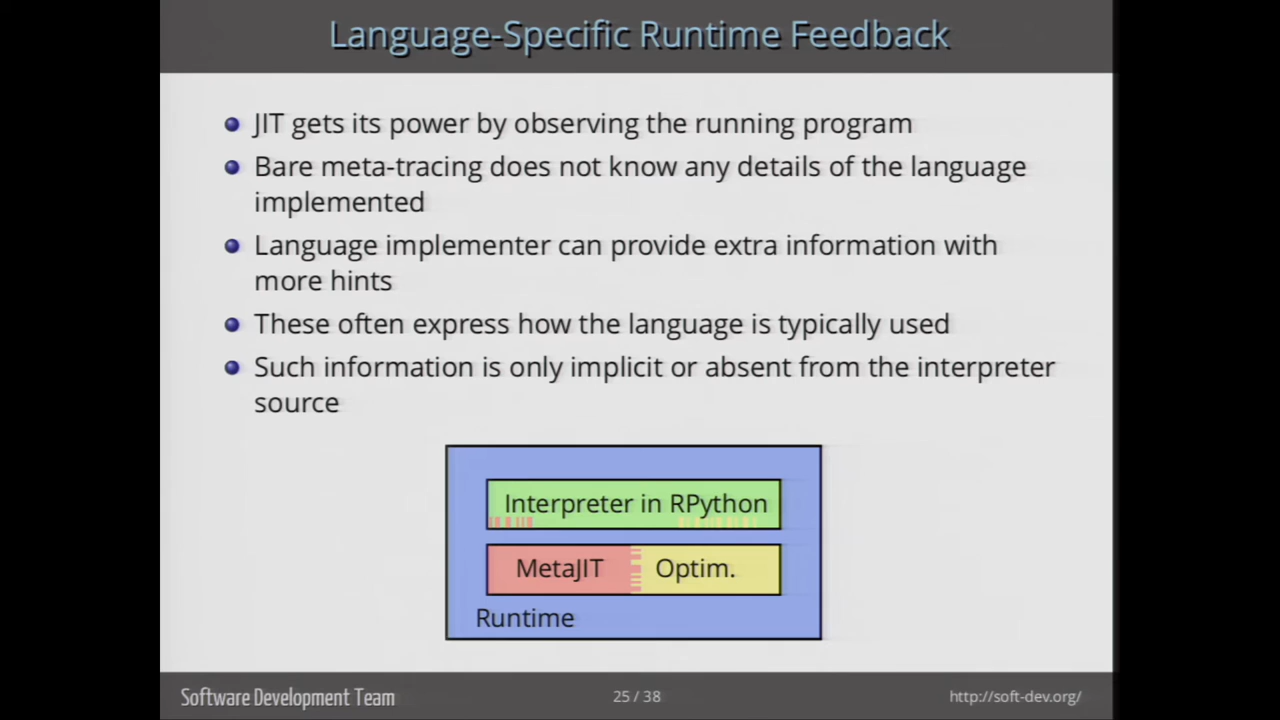 Language-Specific Runtime Feedback
JIT gets its power by observing the running program
Bare meta-tracing does not know any details of the language
implemented
Language implementer can provide extra information with
more hints
These often express how the language is typically used
Such information is only implicit or absent from the interpreter
source
Interpreter in RPython
MetaJIT
Optim.
Runtime
Software Development Team
25 / 38
http://soft-dev.org/